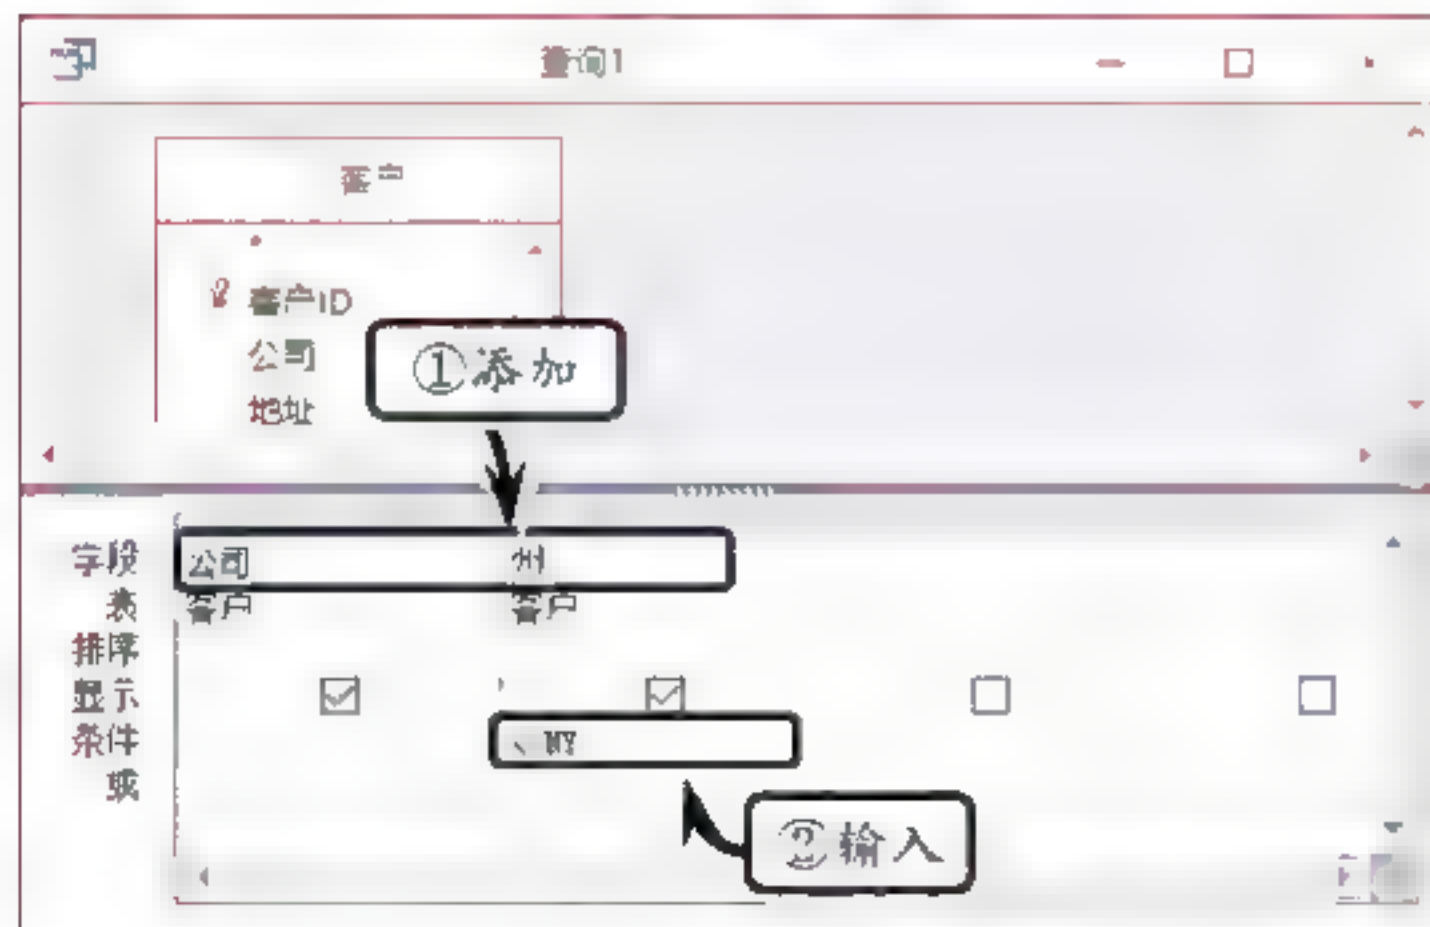 查询1
客户
*
客户ID
公司
①添加
地址
字段 公司 州
表 客户 客户
排序
显示
条件 NY
或
②输入